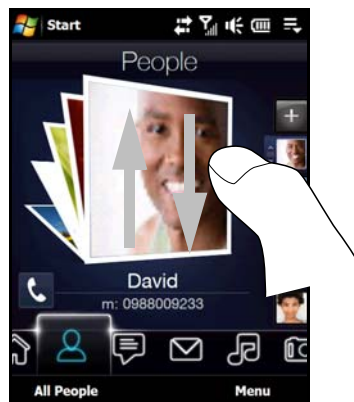 Start
People
David
m: 0988009233
All People
Menu